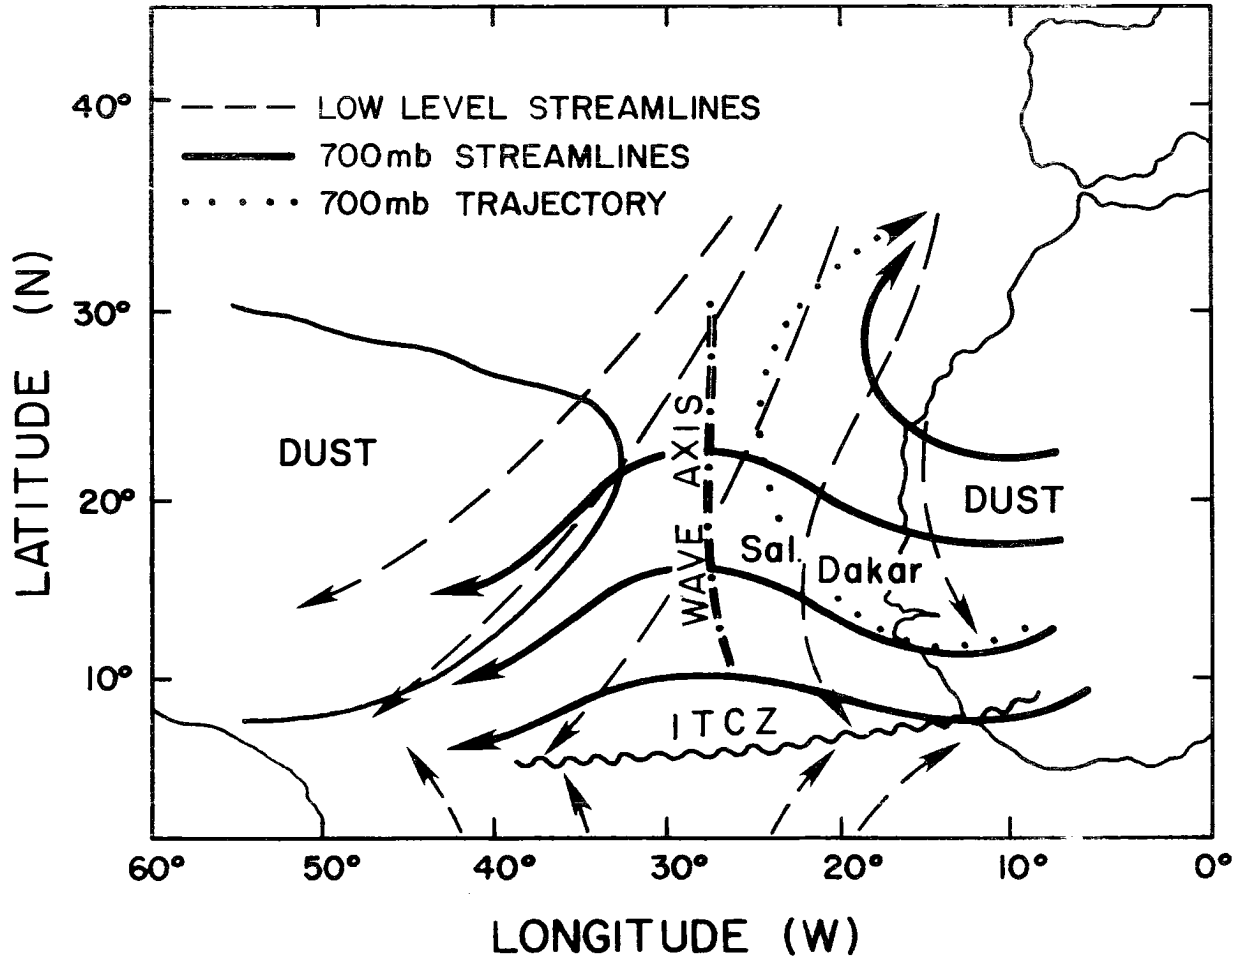 40°
LOW LEVEL STREAMLINES
700mb STREAMLINES
700mb TRAJECTORY
30°
LATITUDE (N)
DUST
WAVE AXIS
DUST
20°
Sal.
Dakar
10°
ITCZ
60°
50°
40°
30°
20°
10°
0°
LONGITUDE (W)